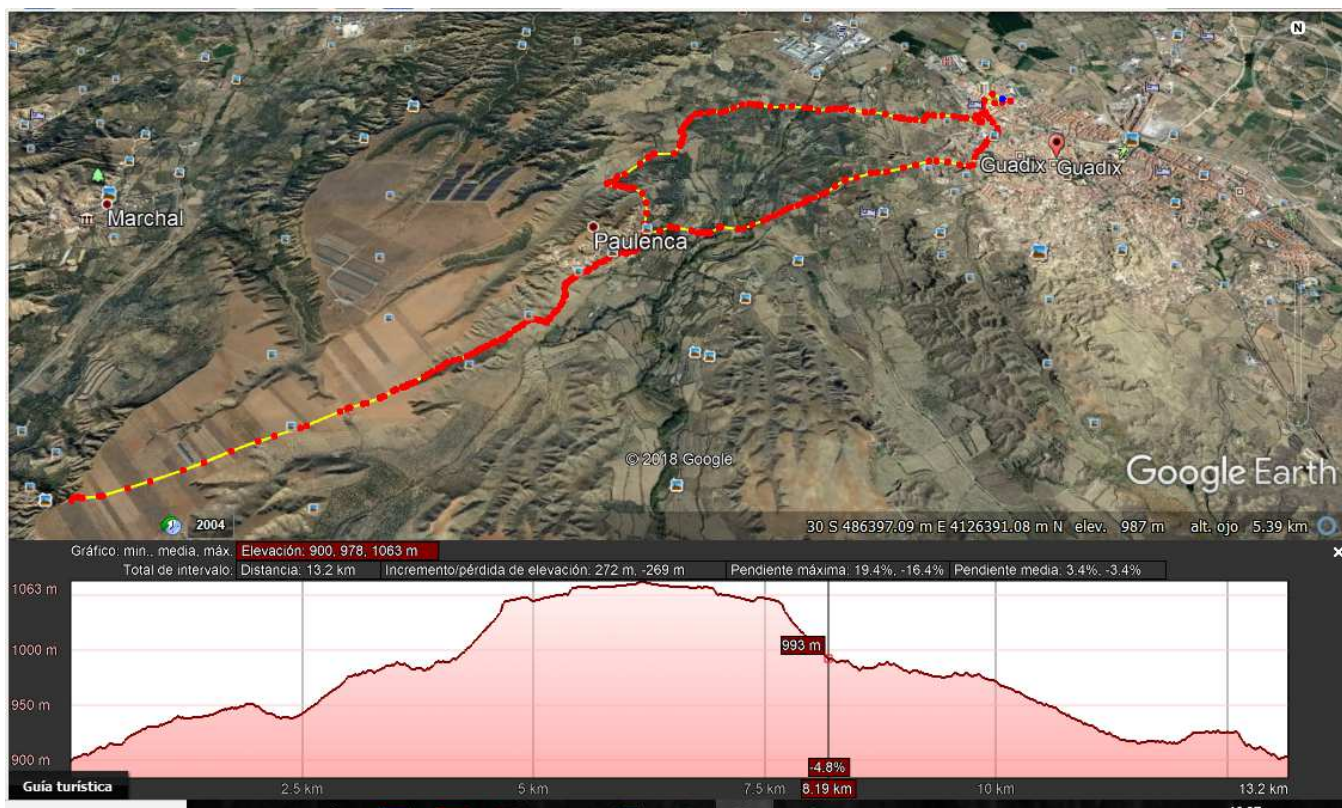 N
Marchal
Paulenca
Guadix
Guadix
© 2018 Google
Google Earth
2004
30 S 486397.09 m E 4126391.08 m N elev. 987 m alt. ojo 5.39 km
Gráfico: min., media, máx. Elevación: 900, 978, 1063 m
Total de intervalo: Distancia: 13.2 km Incremento/pérdida de elevación: 272 m, -269 m Pendiente máxima: 19.4%, -16.4% Pendiente media: 3.4%, -3.4%
1063 m
1000 m
993 m
950 m
900 m
-4.8%
Guía turística
2.5 km 5 km 7.5 km 8.19 km 10 km 13.2 km